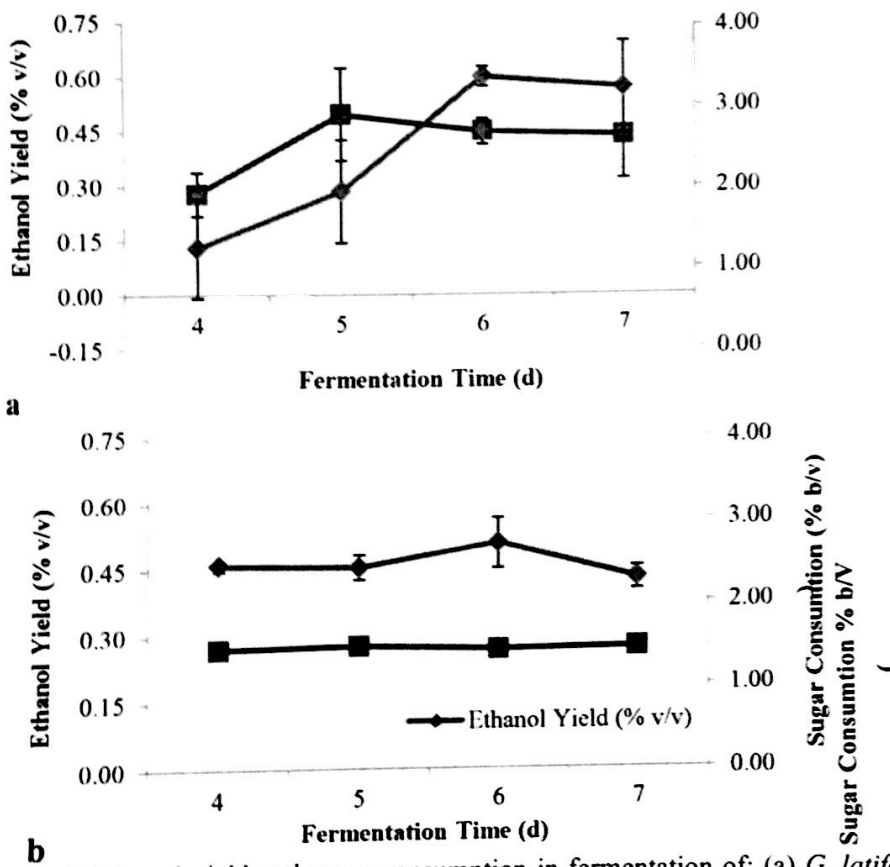 0.75
0.60
0.45
0.30
0.15
0.00
-0.15
Ethanol Yield (% v/v)
4.00
3.00
2.00
1.00
0.00
4 5 6 7
Fermentation Time (d)
a
0.75
0.60
0.45
0.30
0.15
0.00
Ethanol Yield (% v/v)
4.00
3.00
2.00
1.00
0.00
Sugar Consumtion (% b/v)
Sugar Consumtion % b/V
Ethanol Yield (% v/v)
4 5 6 7
Fermentation Time (d)
b
consumption in fermentation of: (a) G.